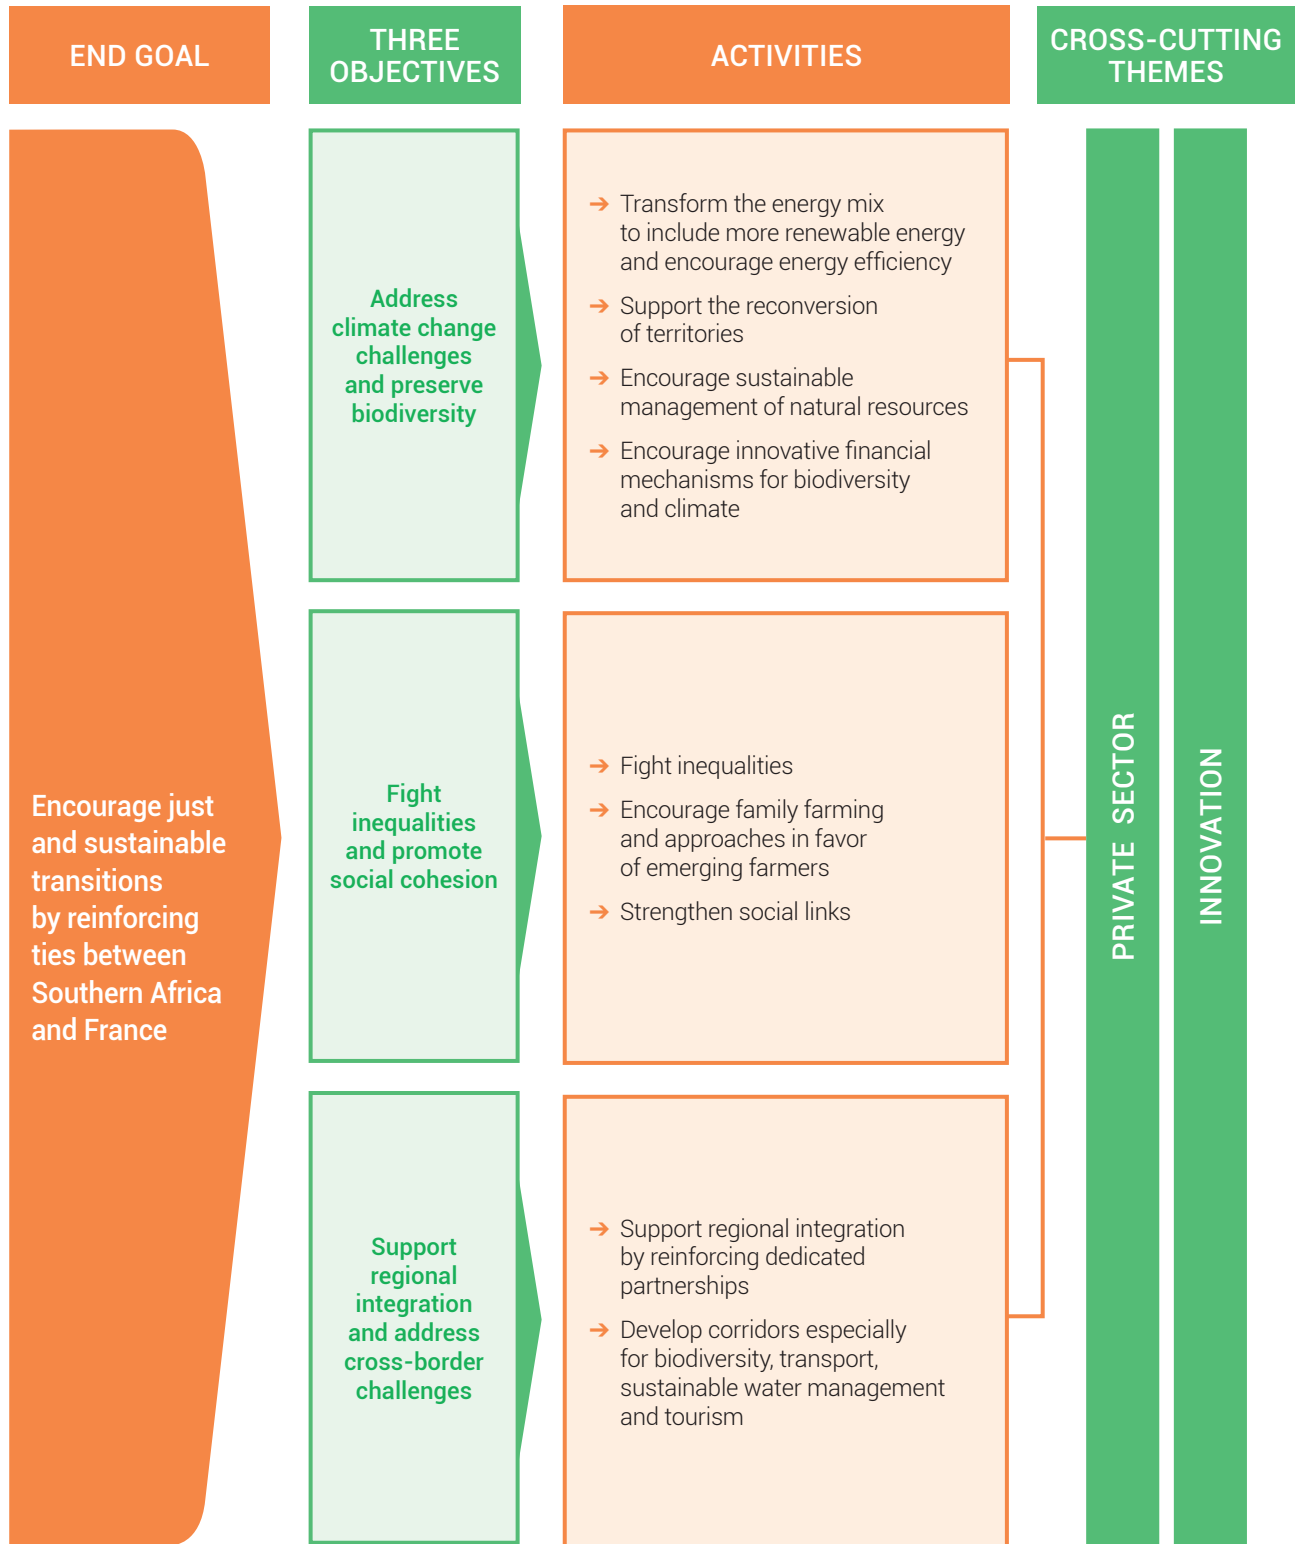 END GOAL
THREE
OBJECTIVES
ACTIVITIES
CROSS-CUTTING
THEMES
Encourage just
and sustainable
transitions
by reinforcing
ties between
Southern Africa
and France
Address
climate change
challenges
and preserve
biodiversity
➔ Transform the energy mix
to include more renewable energy
and encourage energy efficiency
➔ Support the reconversion
of territories
➔ Encourage sustainable
management of natural resources
➔ Encourage innovative financial
mechanisms for biodiversity
and climate
Fight
inequalities
and promote
social cohesion
➔ Fight inequalities
➔ Encourage family farming
and approaches in favor
of emerging farmers
➔ Strengthen social links
Support
regional
integration
and address
cross-border
challenges
➔ Support regional integration
by reinforcing dedicated
partnerships
➔ Develop corridors especially
for biodiversity, transport,
sustainable water management
and tourism
PRIVATE SECTOR
INNOVATION